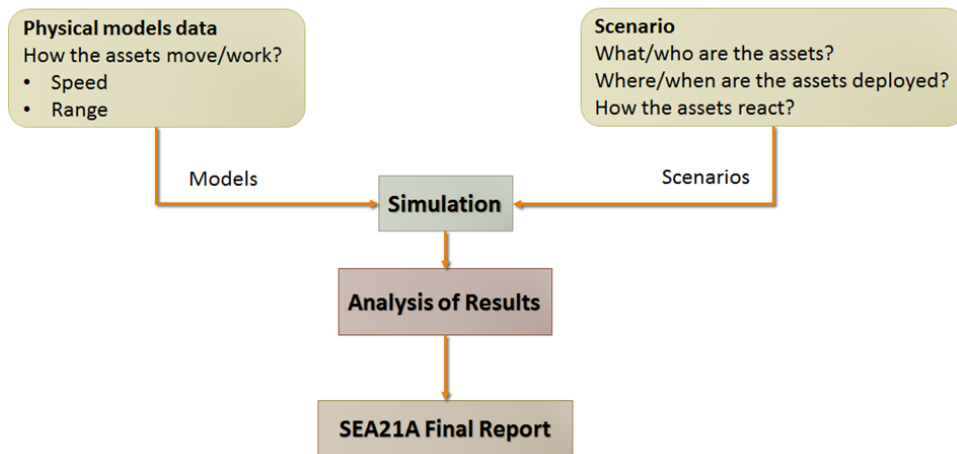 Physical models data
How the assets move/work?
• Speed
• Range
Scenario
What/who are the assets?
Where/when are the assets deployed?
How the assets react?
Models
Scenarios
Simulation
Analysis of Results
SEA21A Final Report